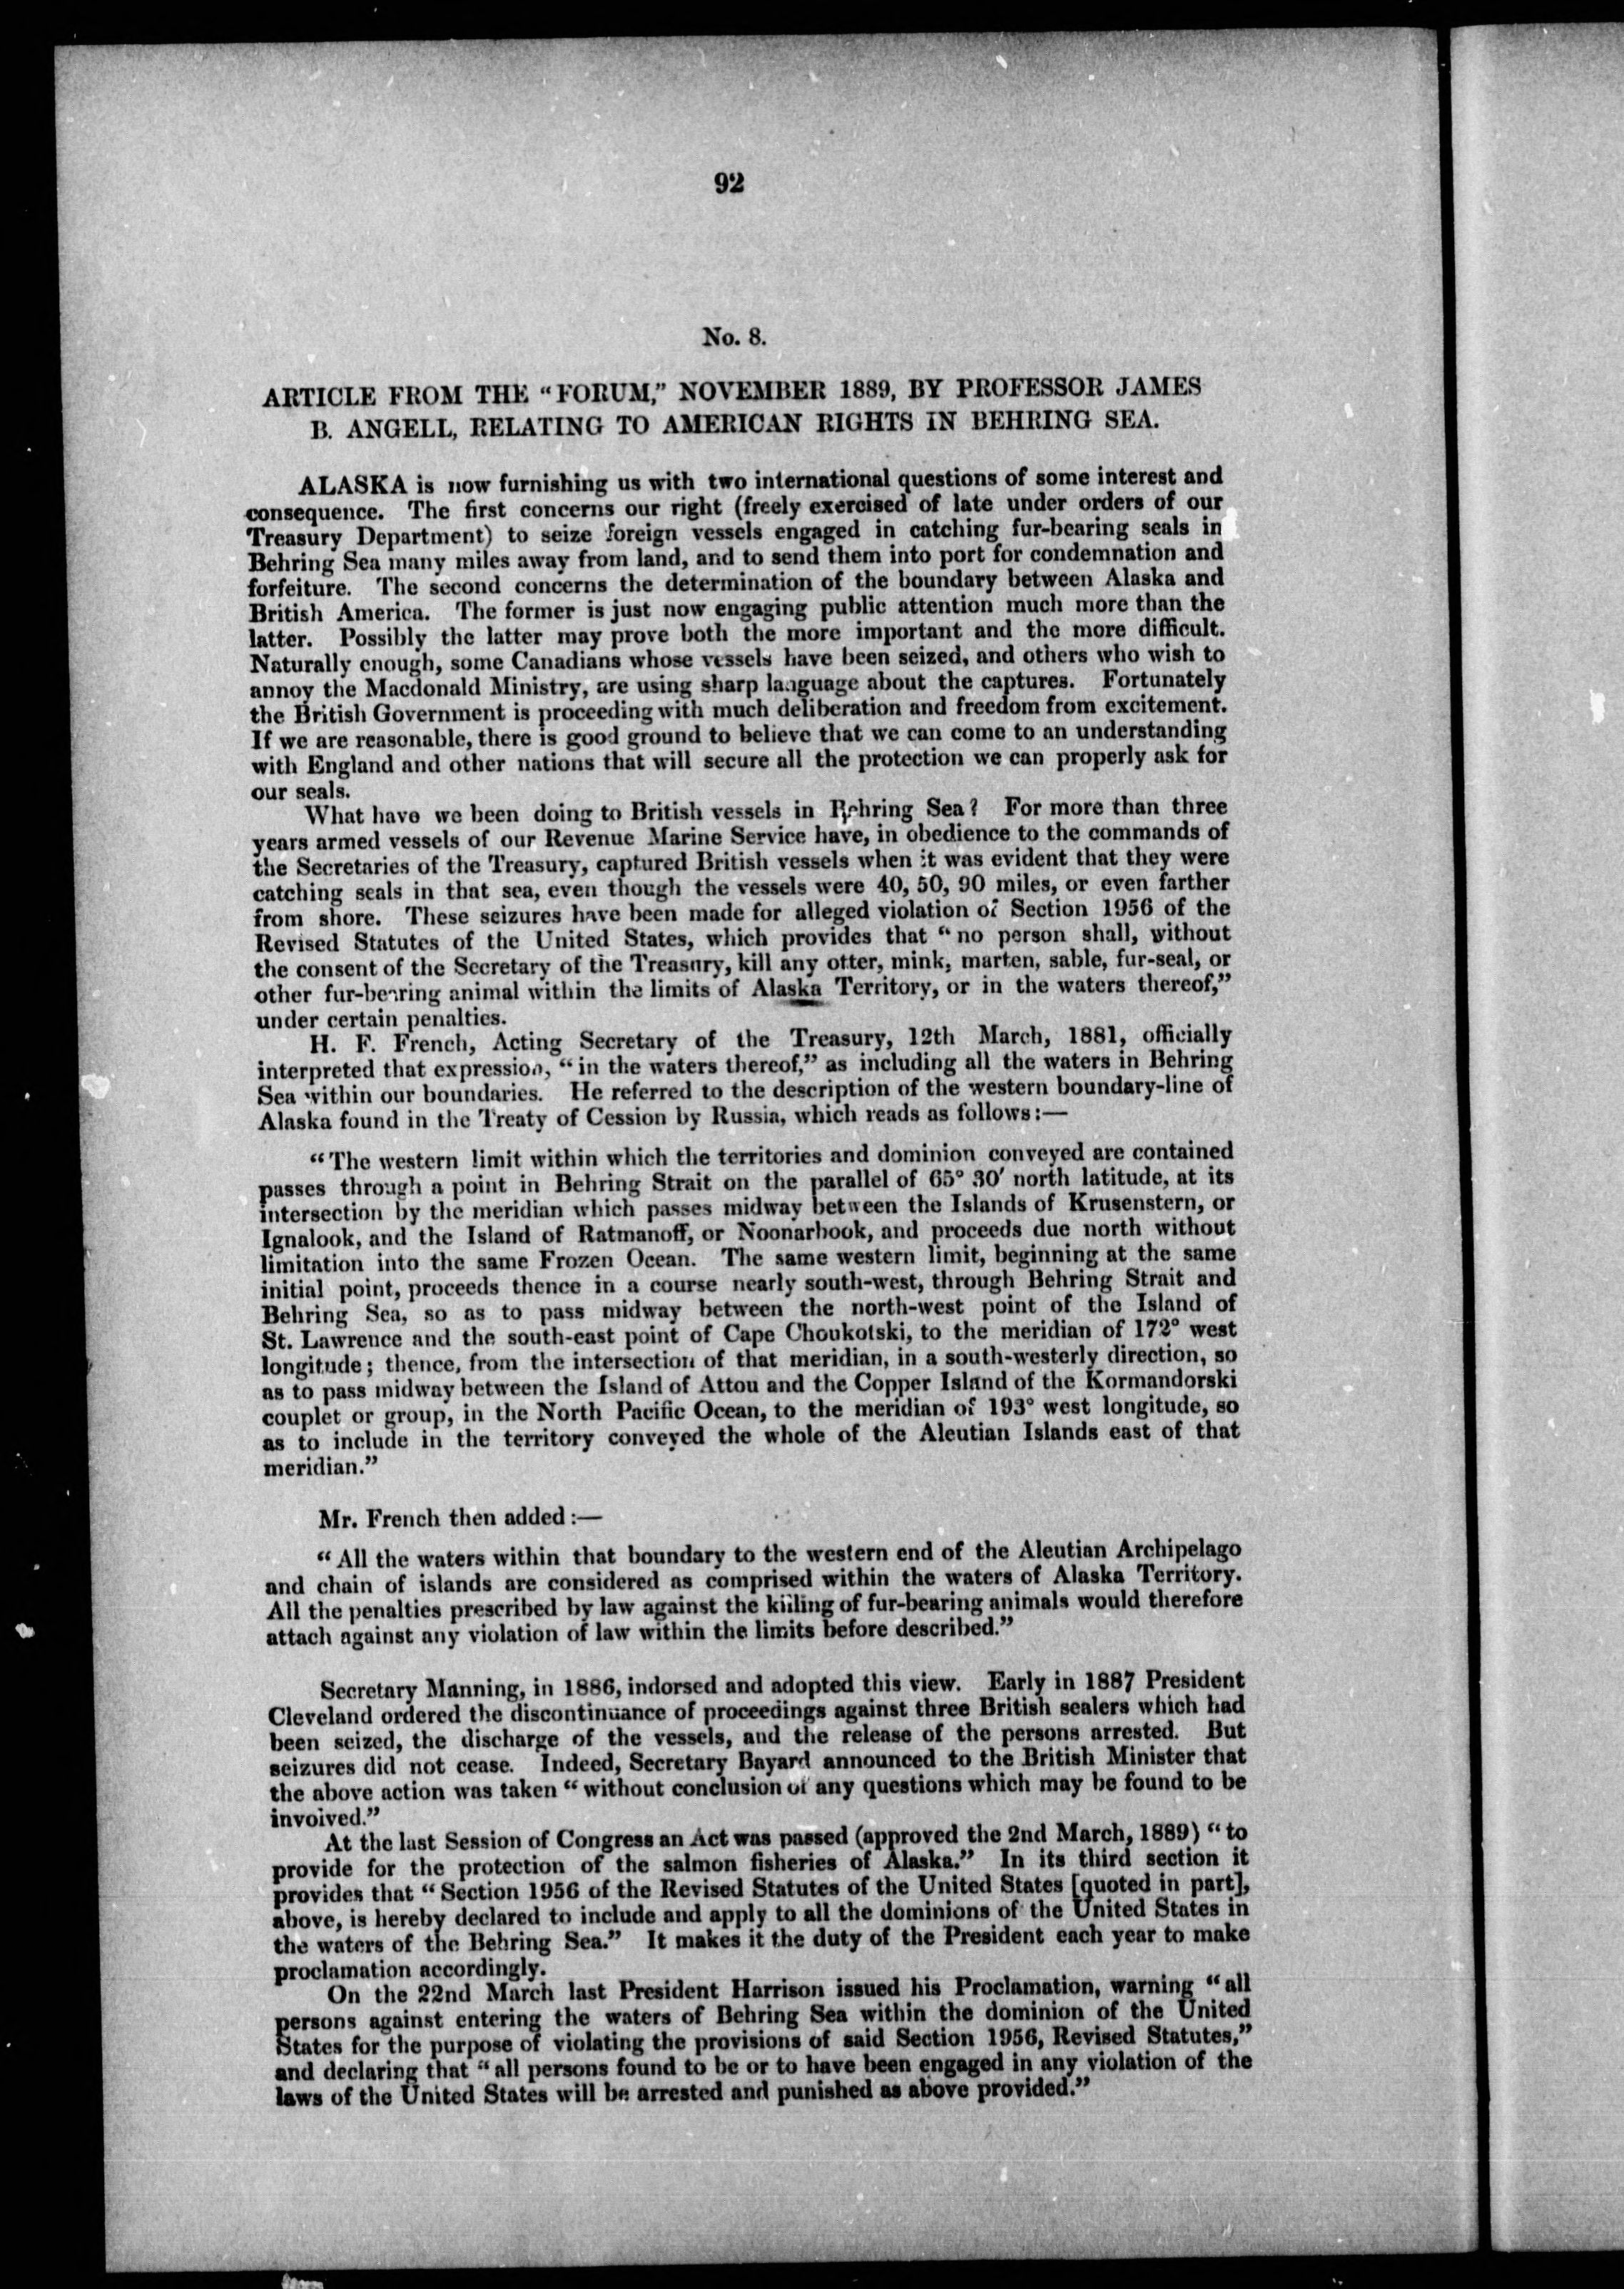 92
No. 8.
ARTICLE FROM THE "FORUM," NOVEMBER 1889, BY PROFESSOR JAMES
B. ANGELL, RELATING TO AMERICAN RIGHTS IN BEHRING SEA.
ALASKA is now furnishing us with two international questions of some interest and
consequence. The first concerns our right (freely exercised of late under orders of our
Treasury Department) to seize foreign vessels engaged in catching fur-bearing seals in
Behring Sea many miles away from land, and to send them into port for condemnation and
forfeiture. The second concerns the determination of the boundary between Alaska and
British America. The former is just now engaging public attention much more than the
latter. Possibly the latter may prove both the more important and the more difficult.
Naturally enough, some Canadians whose vessels have been seized, and others who wish to
annoy the Macdonald Ministry, are using sharp language about the captures. Fortunately
the British Government is proceeding with much deliberation and freedom from excitement.
If we are reasonable, there is good ground to believe that we can come to an understanding
with England and other nations that will secure all the protection we can properly ask for
our seals.
What have we been doing to British vessels in Behring Sea? For more than three
years armed vessels of our Revenue Marine Service have, in obedience to the commands of
the Secretaries of the Treasury, captured British vessels when it was evident that they were
catching seals in that sea, even though the vessels were 40, 50, 90 miles, or even farther
from shore. These seizures have been made for alleged violation of Section 1956 of the
Revised Statutes of the United States, which provides that "no person shall, without
the consent of the Secretary of the Treasury, kill any otter, mink, marten, sable, fur-seal, or
other fur-bearing animal within the limits of Alaska Territory, or in the waters thereof,"
under certain penalties.
H. F. French, Acting Secretary of the Treasury, 12th March, 1881, officially
interpreted that expression, "in the waters thereof," as including all the waters in Behring
Sea within our boundaries. He referred to the description of the western boundary-line of
Alaska found in the Treaty of Cession by Russia, which reads as follows:—
"The western limit within which the territories and dominion conveyed are contained
passes through a point in Behring Strait on the parallel of 65° 30′ north latitude, at its
intersection by the meridian which passes midway between the Islands of Krusenstern, or
Ignalook, and the Island of Ratmanoff, or Noonarbook, and proceeds due north without
limitation into the same Frozen Ocean. The same western limit, beginning at the same
initial point, proceeds thence in a course nearly south-west, through Behring Strait and
Behring Sea, so as to pass midway between the north-west point of the Island of
St. Lawrence and the south-east point of Cape Choukotski, to the meridian of 172° west
longitude; thence, from the intersection of that meridian, in a south-westerly direction, so
as to pass midway between the Island of Attou and the Copper Island of the Kormandorski
couplet or group, in the North Pacific Ocean, to the meridian of 193° west longitude, so
as to include in the territory conveyed the whole of the Aleutian Islands east of that
meridian."
Mr. French then added:—
"All the waters within that boundary to the western end of the Aleutian Archipelago
and chain of islands are considered as comprised within the waters of Alaska Territory.
All the penalties prescribed by law against the killing of fur-bearing animals would therefore
attach against any violation of law within the limits before described."
Secretary Manning, in 1886, indorsed and adopted this view. Early in 1887 President
Cleveland ordered the discontinuance of proceedings against three British sealers which had
been seized, the discharge of the vessels, and the release of the persons arrested. But
seizures did not cease. Indeed, Secretary Bayard announced to the British Minister that
the above action was taken "without conclusion of any questions which may be found to be
involved."
At the last Session of Congress an Act was passed (approved the 2nd March, 1889) "to
provide for the protection of the salmon fisheries of Alaska." In its third section it
provides that "Section 1956 of the Revised Statutes of the United States [quoted in part],
above, is hereby declared to include and apply to all the dominions of the United States in
the waters of the Behring Sea." It makes it the duty of the President each year to make
proclamation accordingly.
On the 22nd March last President Harrison issued his Proclamation, warning "all
persons against entering the waters of Behring Sea within the dominion of the United
States for the purpose of violating the provisions of said Section 1956, Revised Statutes,"
and declaring that "all persons found to be or to have been engaged in any violation of the
laws of the United States will be arrested and punished as above provided."